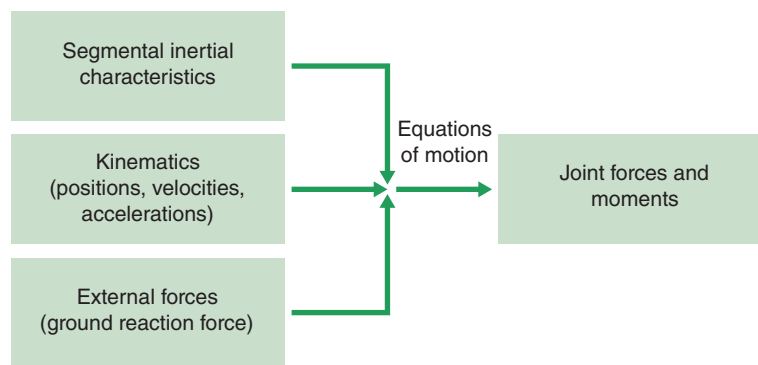 Segmental inertial
characteristics
Kinematics
(positions, velocities,
accelerations)
External forces
(ground reaction force)
Equations
of motion
Joint forces and
moments